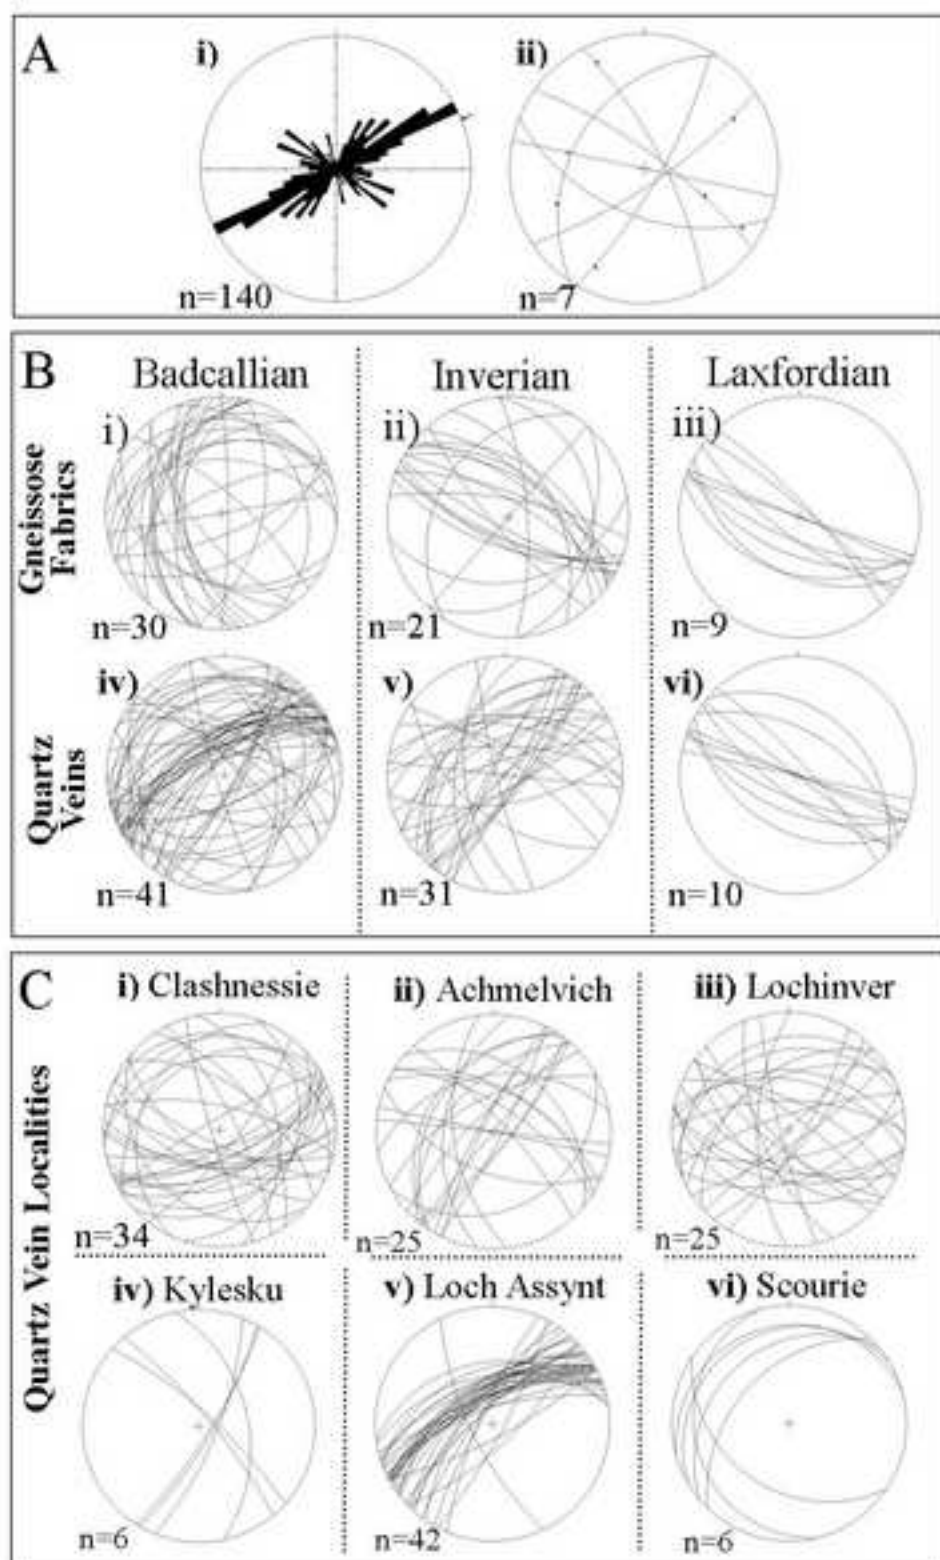 A
i)
ii)
n=140
n=7
B
Badcallian
Inverian
Laxfordian
Gneissose
Fabrics
i)
ii)
iii)
n=30
n=21
n=9
Quartz
Veins
iv)
v)
vi)
n=41
n=31
n=10
C
Quartz Vein Localities
i) Clashnessie
ii) Achmelvich
iii) Lochinver
n=34
n=25
n=25
iv) Kylesku
v) Loch Assynt
vi) Scourie
n=6
n=42
n=6